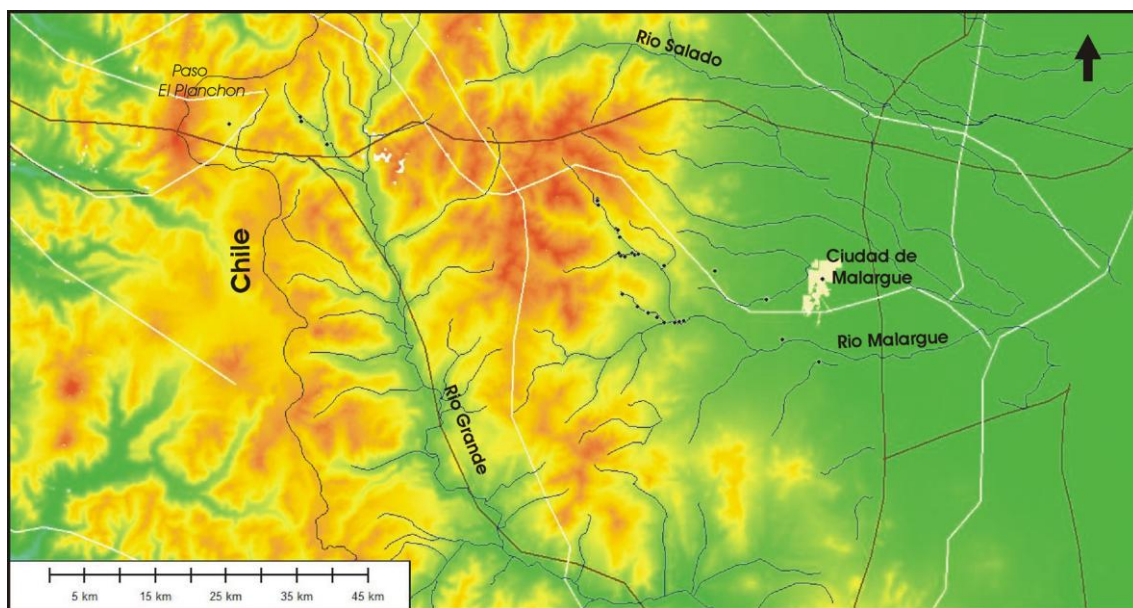 Rio Salado
Paso
El Planchon
Chile
Ciudad de
Malargue
Rio Malargue
Rio Grande
5 km 15 km 25 km 35 km 45 km